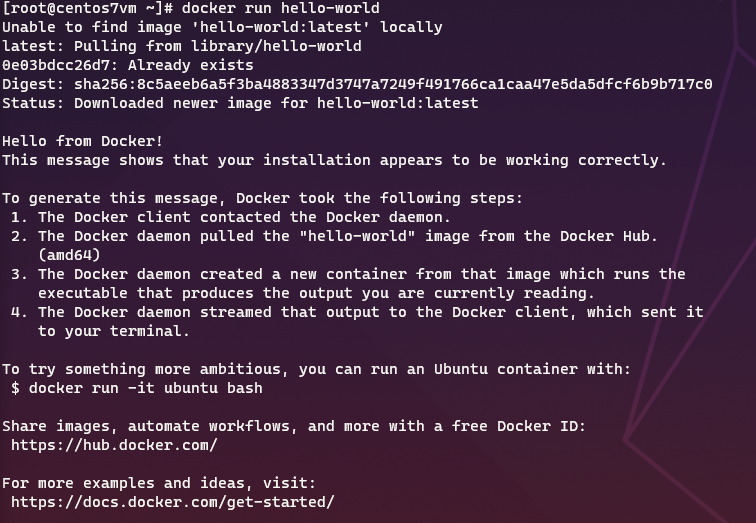 [root@centos7vm ~]# docker run hello-world
Unable to find image 'hello-world:latest' locally
latest: Pulling from library/hello-world
0e03bdcc26d7: Already exists
Digest: sha256:8c5aeeb6a5f3ba4883347d3747a7249f491766ca1caa47e5da5dfcf6b9b717c0
Status: Downloaded newer image for hello-world:latest

Hello from Docker!
This message shows that your installation appears to be working correctly.

To generate this message, Docker took the following steps:
 1. The Docker client contacted the Docker daemon.
 2. The Docker daemon pulled the "hello-world" image from the Docker Hub.
    (amd64)
 3. The Docker daemon created a new container from that image which runs the
    executable that produces the output you are currently reading.
 4. The Docker daemon streamed that output to the Docker client, which sent it
    to your terminal.

To try something more ambitious, you can run an Ubuntu container with:
 $ docker run -it ubuntu bash

Share images, automate workflows, and more with a free Docker ID:
 https://hub.docker.com/

For more examples and ideas, visit:
 https://docs.docker.com/get-started/